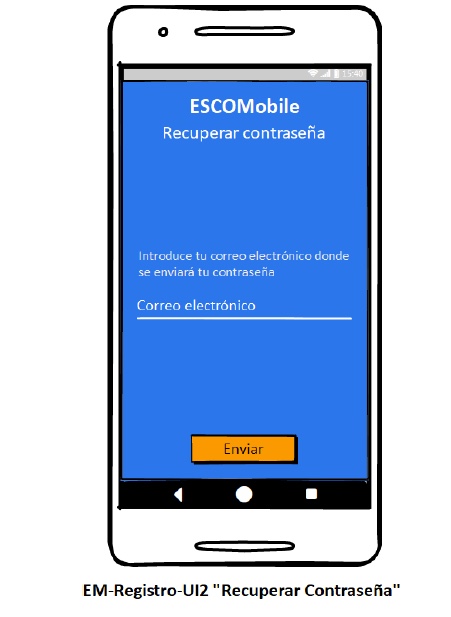 15:40
ESCOMobile
Recuperar contraseña
Introduce tu correo electrónico donde
se enviará tu contraseña
Correo electrónico
Enviar
EM-Registro-UI2 "Recuperar Contraseña"